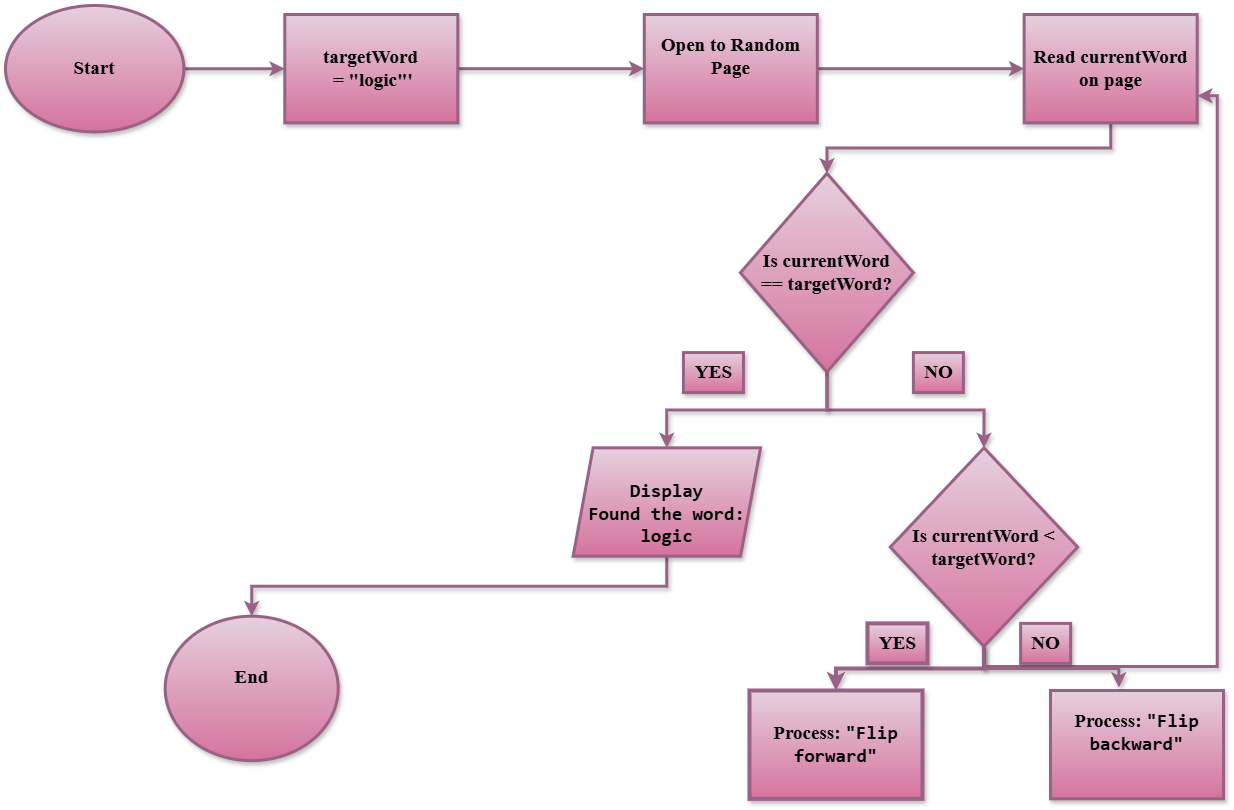 Start
targetWord
= "logic"'
Open to Random
Page
Read currentWord
on page
Is currentWord
== targetWord?
YES
NO
Display
Found the word:
logic
Is currentWord <
targetWord?
End
YES
NO
Process: "Flip
forward"
Process: "Flip
backward"